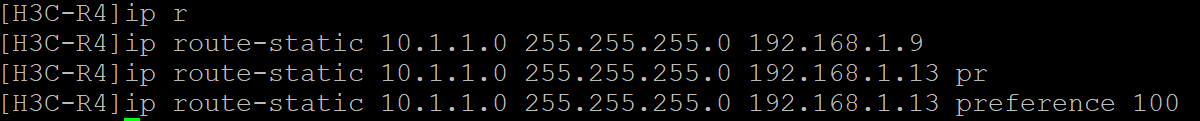 [H3C-R4]ip r
[H3C-R4]ip route-static 10.1.1.0 255.255.255.0 192.168.1.9
[H3C-R4]ip route-static 10.1.1.0 255.255.255.0 192.168.1.13 pr
[H3C-R4]ip route-static 10.1.1.0 255.255.255.0 192.168.1.13 preference 100